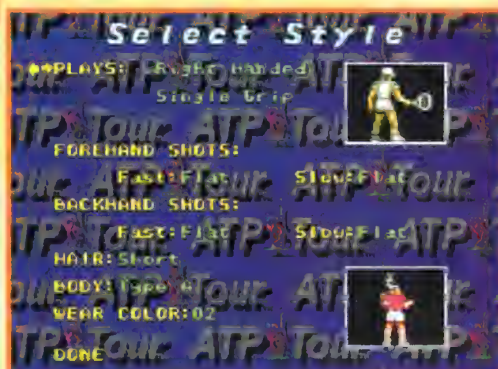 Select Style
PLAYS: Right Handed
Single Grip
FOREHAND SHOTS:
Fast:Flat Slow:Flat
BACKHAND SHOTS:
Fast:Flat Slow:Flat
HAIR:Short
BODY:Type A
WEAR COLOR:02
DONE